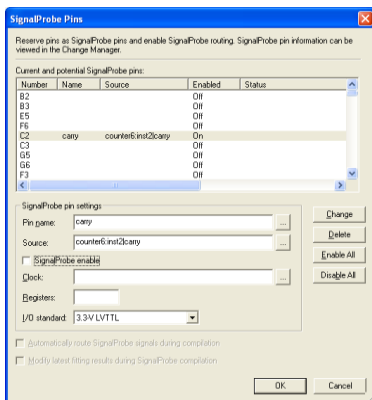 SignalProbe Pins
Reserve pins as SignalProbe pins and enable SignalProbe routing. SignalProbe pin information can be
viewed in the Change Manager.
Current and potential SignalProbe pins:
Number Name Source Enabled Status
B2 Off
B3 Off
E5 Off
F6 Off
C2 carry counter6:inst2|carry On
C3 Off
G5 Off
G6 Off
F3 Off
SignalProbe pin settings
Pin name: carry ...
Source: counter6:inst2|carry ...
SignalProbe enable
Clock: ...
Registers:
I/O standard: 3.3-V LVTTL
Change
Delete
Enable All
Disable All
Automatically route SignalProbe signals during compilation
Modify latest fitting results during SignalProbe compilation
OK Cancel